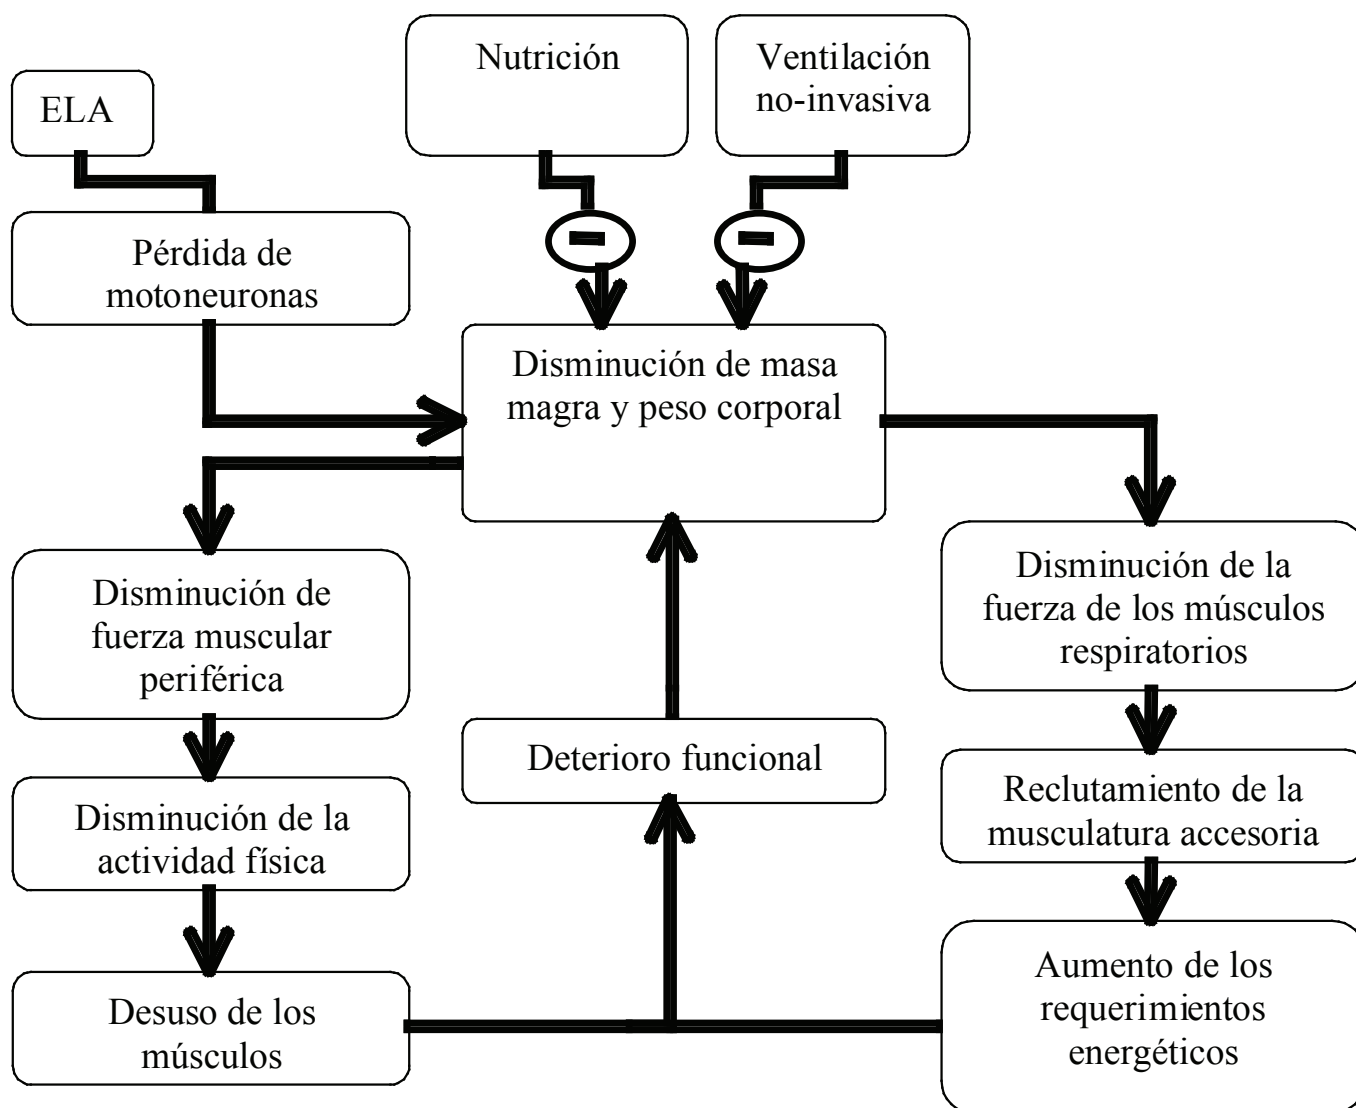 ELA
Nutrición
Ventilación
no-invasiva
Pérdida de
motoneuronas
Disminución de masa
magra y peso corporal
Disminución de
fuerza muscular
periférica
Disminución de la
fuerza de los músculos
respiratorios
Deterioro funcional
Disminución de la
actividad física
Reclutamiento de la
musculatura accesoria
Desuso de los
músculos
Aumento de los
requerimientos
energéticos